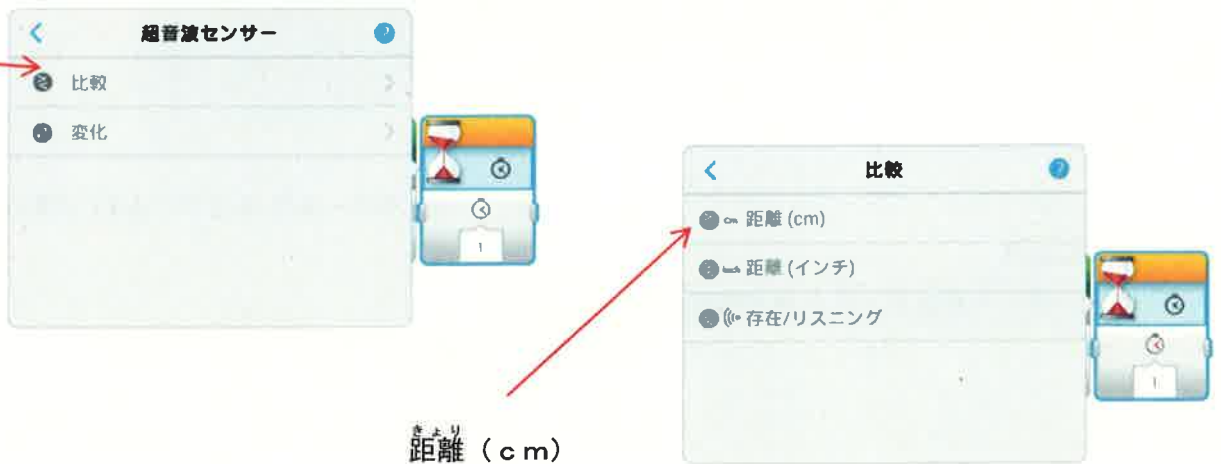 超音波センサー
比較
変化
1
比較
距離 (cm)
距離 (インチ)
存在/リスニング
1
きょり
距離（ｃｍ）